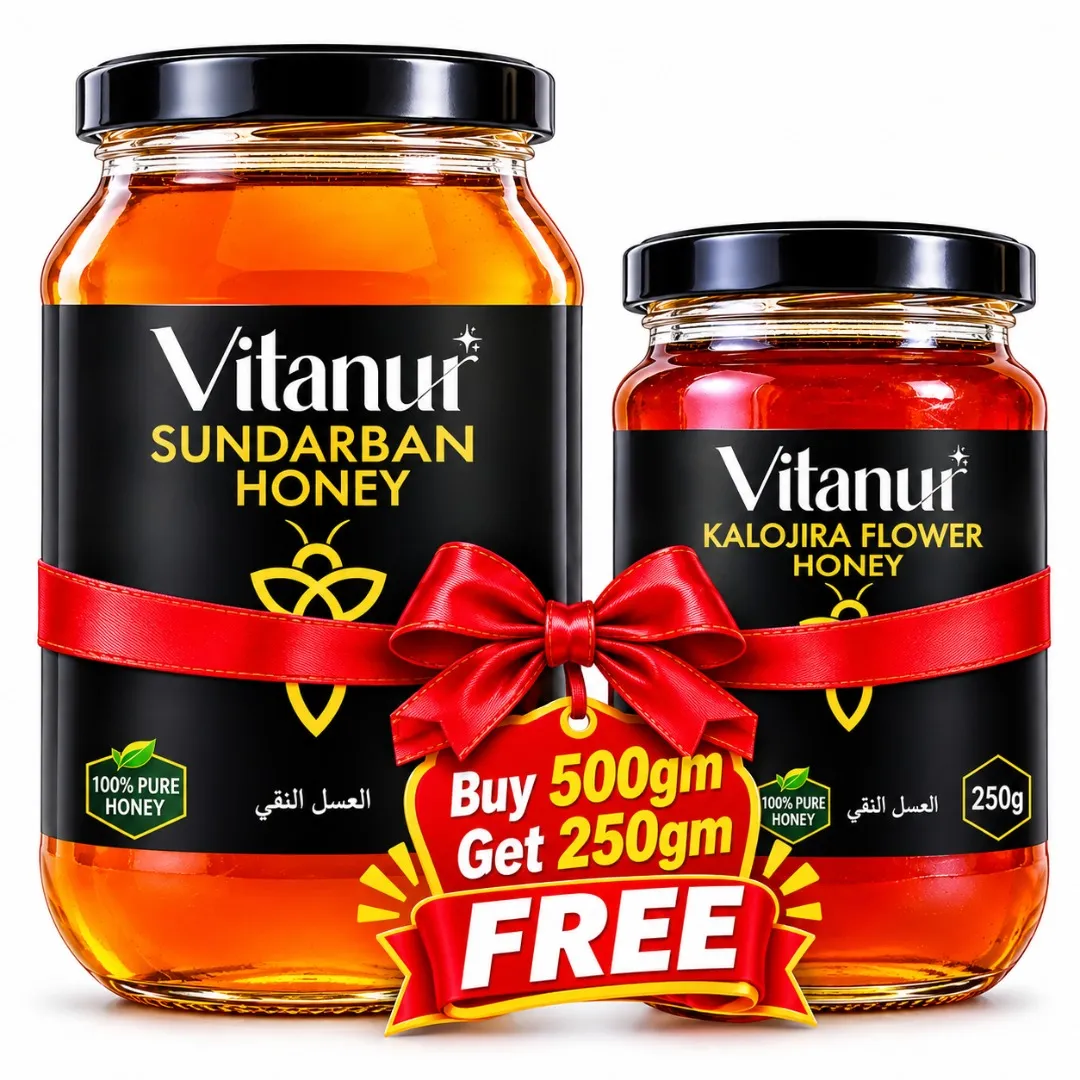 Vitanur
SUNDARBAN
HONEY
100% PURE
HONEY
العسل النقي
Vitanur
KALOJIRA FLOWER
HONEY
100% PURE
HONEY
العسل النقي
250g
Buy 500gm
Get 250gm
FREE